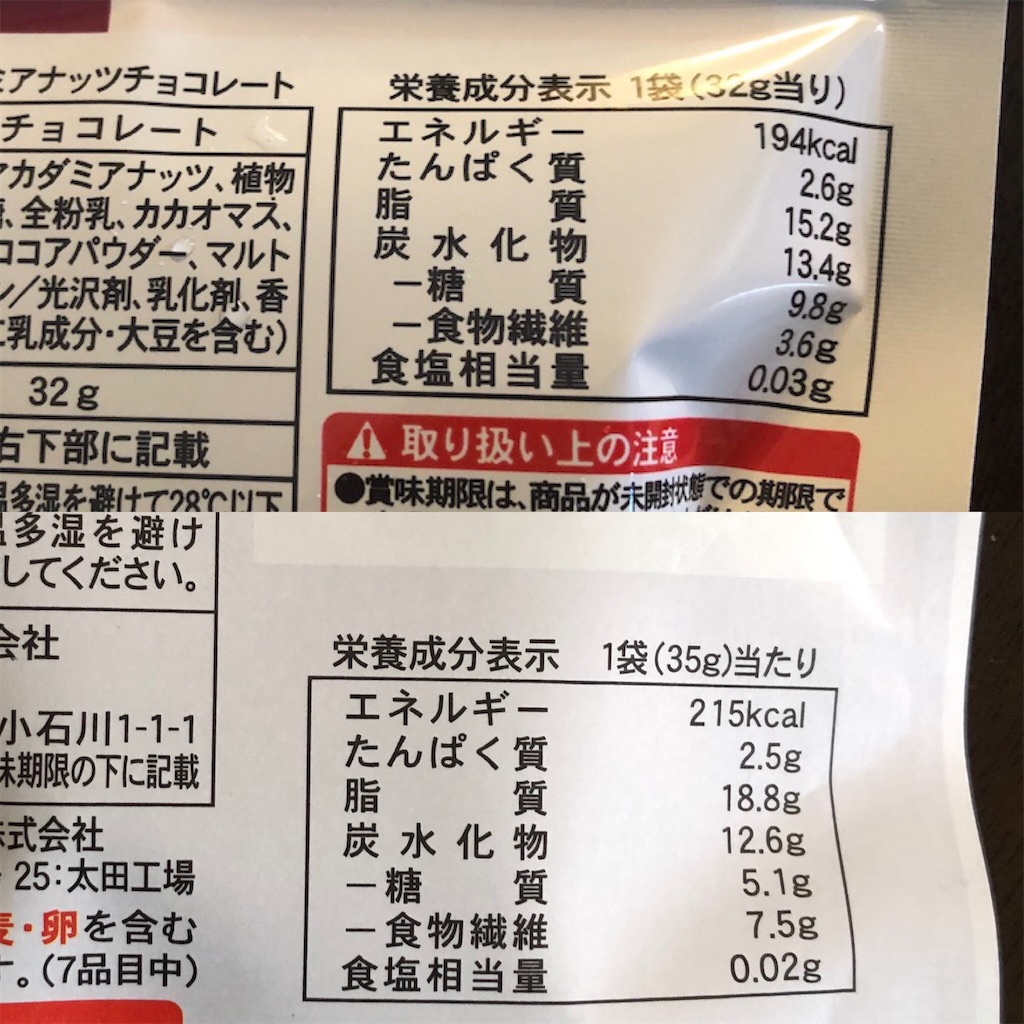 ミアナッツチョコレート
チョコレート
マカダミアナッツ、植物
、全粉乳、カカオマス、
ココアパウダー、マルト
ン/光沢剤、乳化剤、香
に乳成分・大豆を含む)
32g
右下部に記載
温多湿を避けて28℃以下
栄養成分表示 1袋(32g当り)
エネルギー 194kcal
たんぱく質 2.6g
脂質 15.2g
炭水化物 13.4g
－糖質 9.8g
－食物繊維 3.6g
食塩相当量 0.03g
取り扱い上の注意
●賞味期限は、商品が未開封状態での期限で
温多湿を避け
してください。
会社
小石川1-1-1
味期限の下に記載
株式会社
25:太田工場
麦・卵を含む
す。(7品目中)
栄養成分表示 1袋(35g)当たり
エネルギー 215kcal
たんぱく質 2.5g
脂質 18.8g
炭水化物 12.6g
－糖質 5.1g
－食物繊維 7.5g
食塩相当量 0.02g